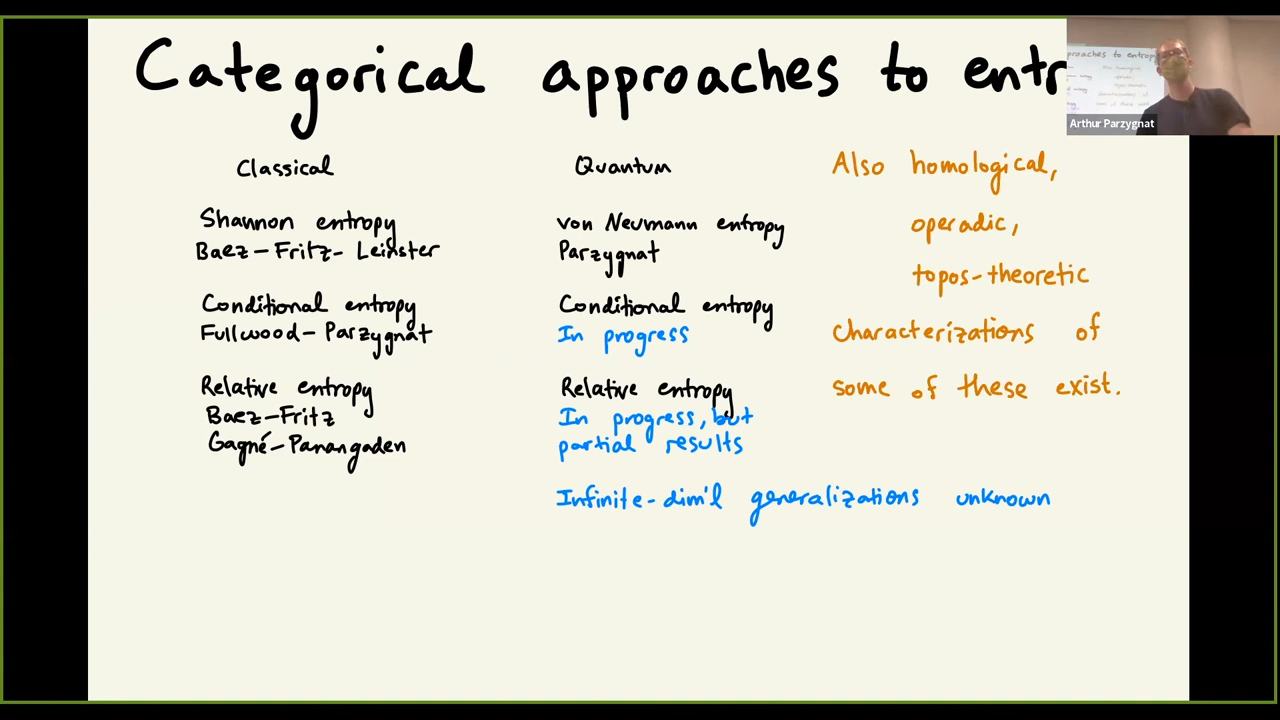 Categorical approaches to entr
Arthur Parzygnat
Classical
Shannon entropy
Baez-Fritz-Leinster
Conditional entropy
Fullwood-Parzygnat
Relative entropy
Baez-Fritz
Gagné-Panangaden
Quantum
von Neumann entropy
Parzygnat
Conditional entropy
In progress
Relative entropy
In progress, but
partial results
Infinite-dim'l generalizations unknown
Also homological,
operadic,
topos-theoretic
characterizations of
some of these exist.